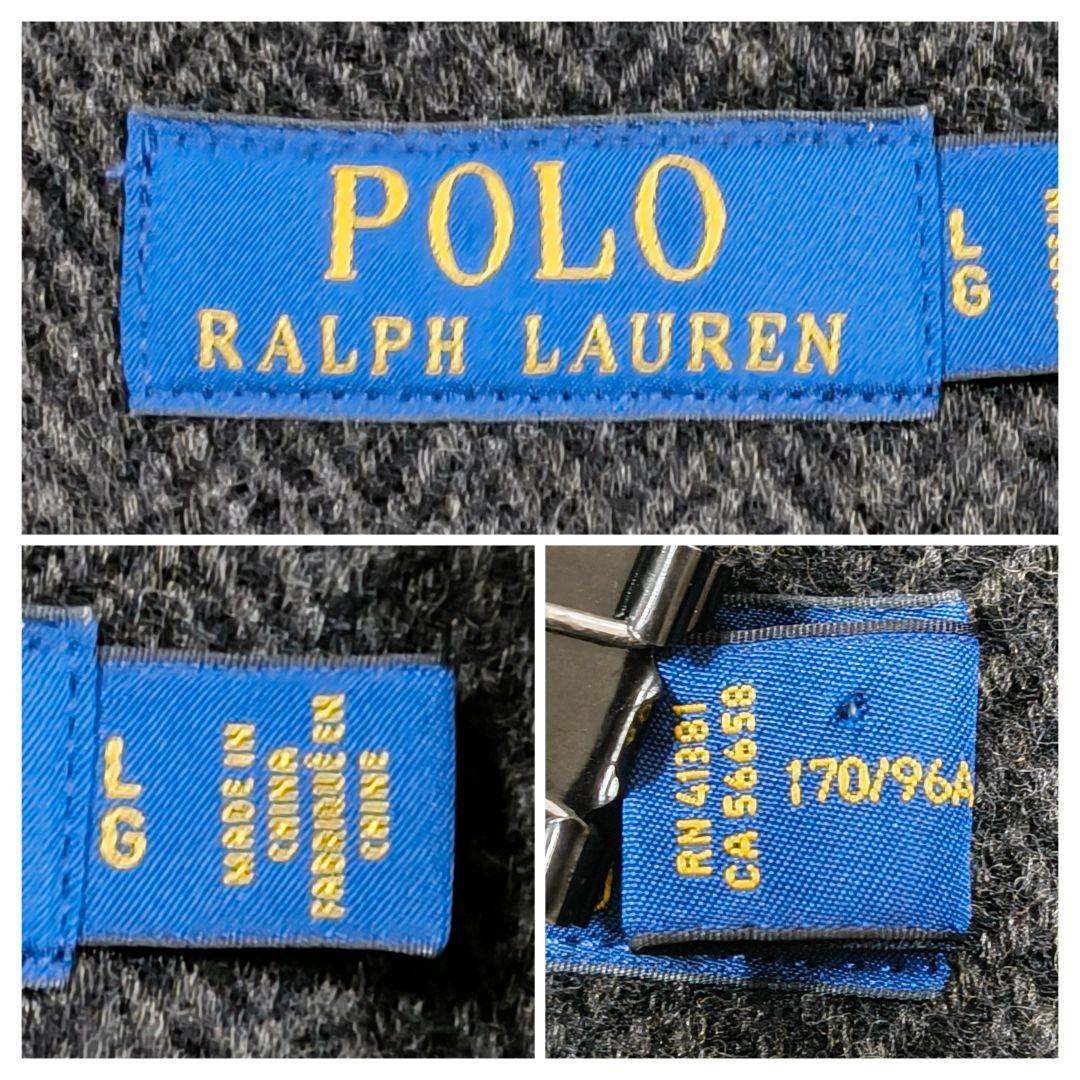 POLO
RALPH LAUREN
L
G
L
G
MADE IN
CHINA
FABRIQUÉ EN
CHINE
RN 41381
CA 56658
170/96A